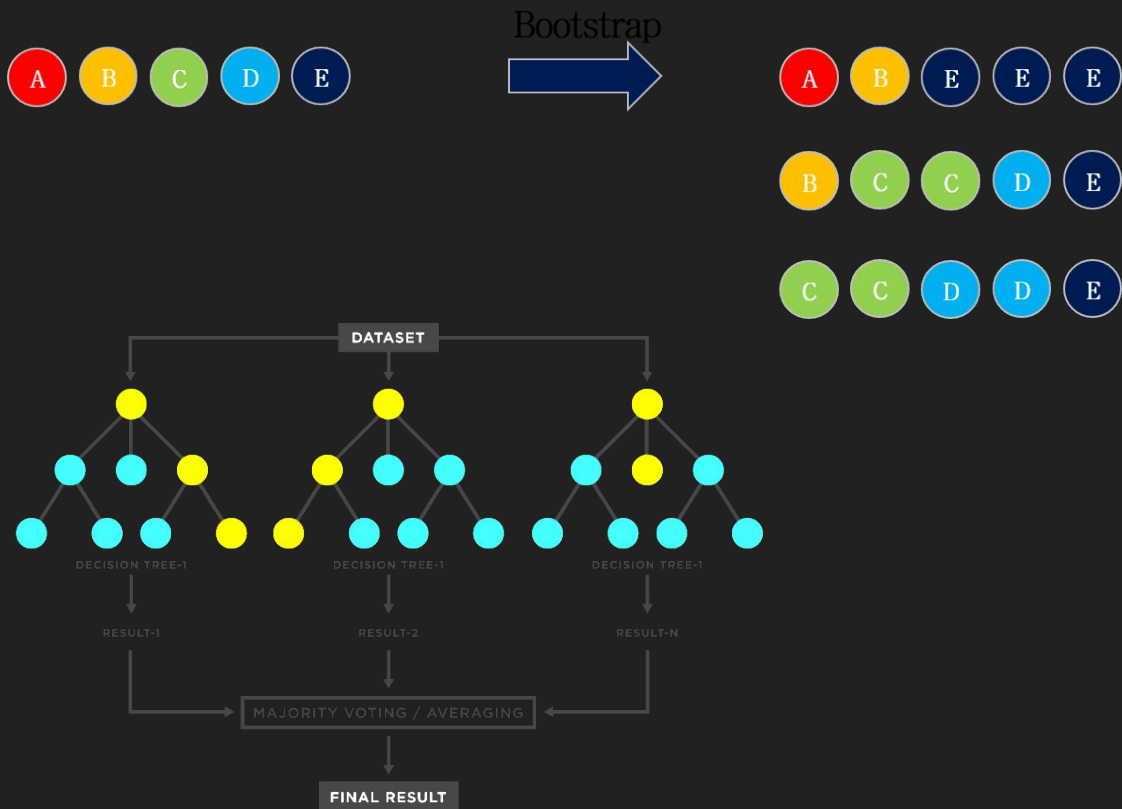 Bootstrap
A B C D E
A B E E E
B C C D E
C C D D E
DATASET
DECISION TREE-1 DECISION TREE-1 DECISION TREE-1
RESULT-1 RESULT-2 RESULT-N
MAJORITY VOTING / AVERAGING
FINAL RESULT